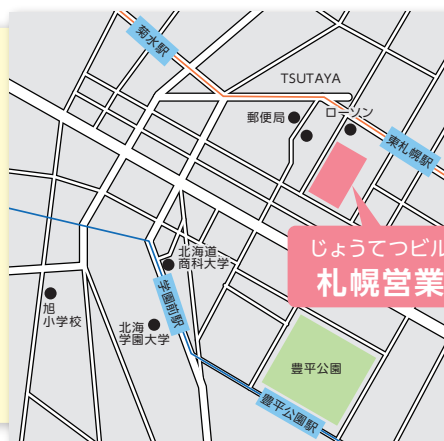 菊水駅
TSUTAYA
郵便局
ローソン
東札幌駅
じょうてつビル
札幌営業
北海道
商科大学
学園前駅
旭
小学校
北海
学園大学
豊平公園
豊平公園駅